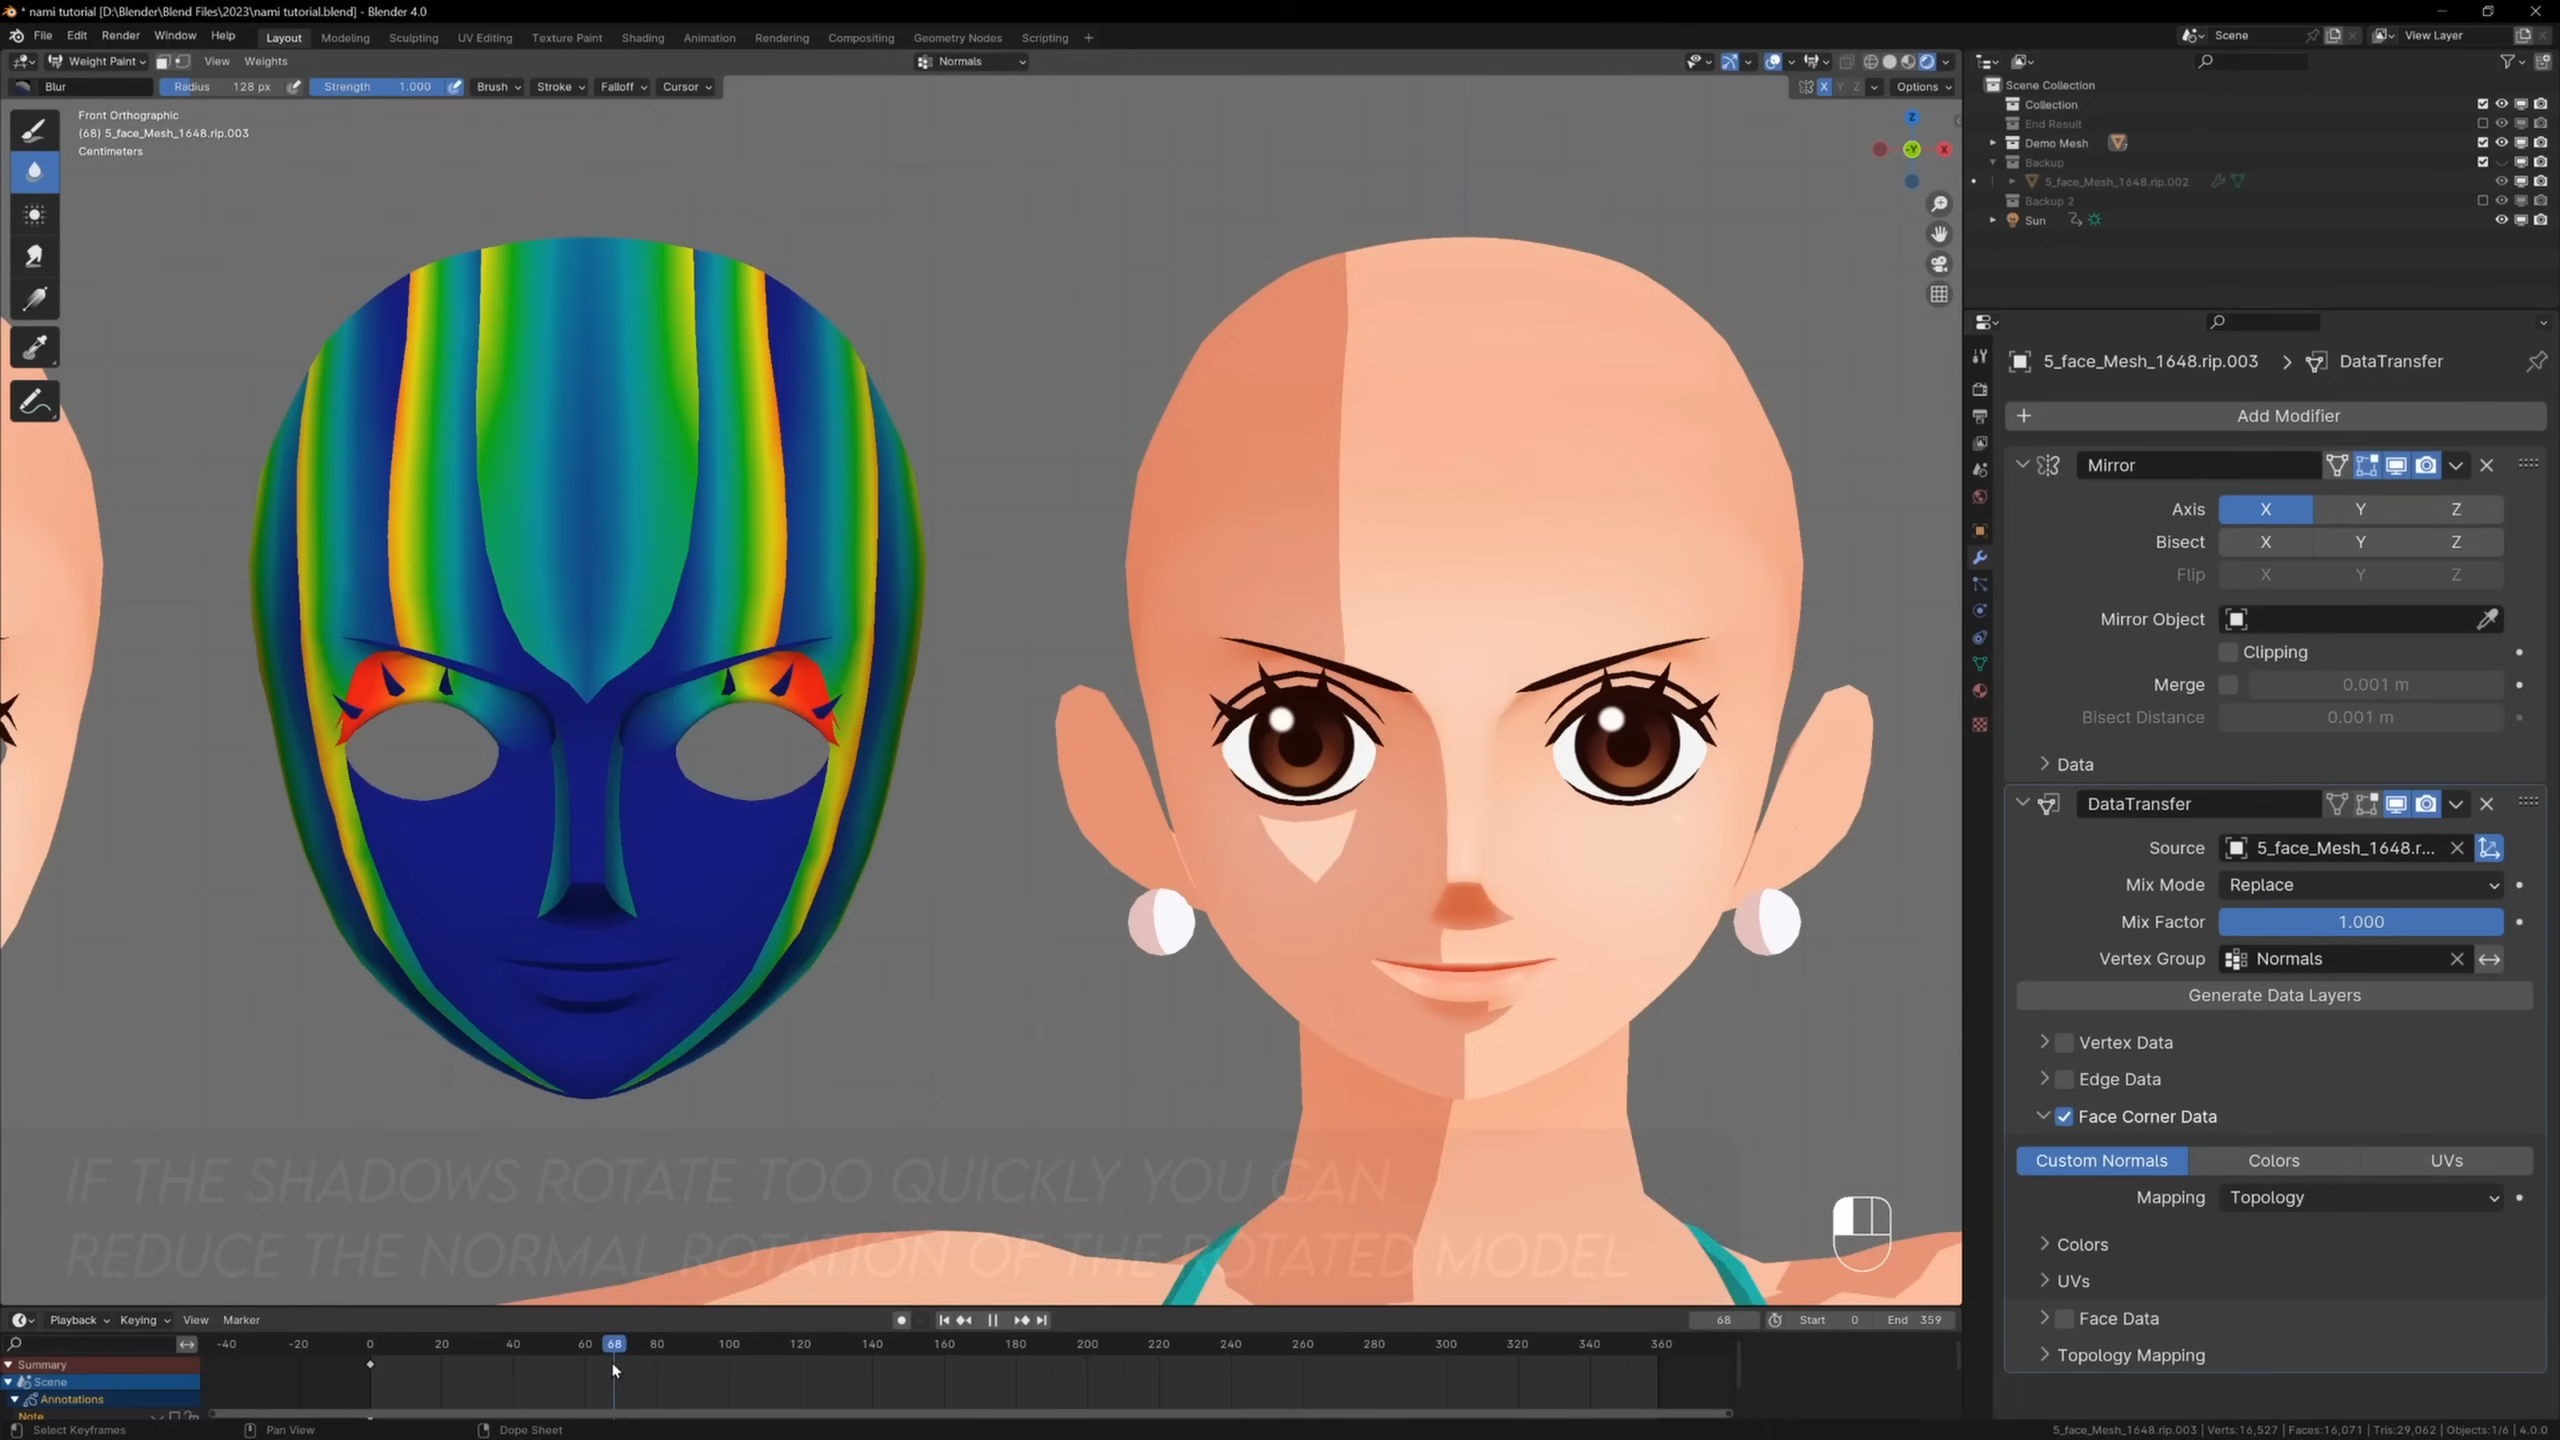 * nami tutorial [D:\Blender\Blend Files\2023\nami tutorial.blend] - Blender 4.0
File Edit Render Window Help Layout Modeling Sculpting UV Editing Texture Paint Shading Animation Rendering Compositing Geometry Nodes Scripting + Scene View Layer
Weight Paint View Weights Normals
Blur Radius 128 px Strength 1.000 Brush Stroke Falloff Cursor X Y Z Options
Front Orthographic
(68) 5_face_Mesh_1648.rip.003
Centimeters
Z
-Y
X
Scene Collection
Collection
End Result
Demo Mesh
Backup
5_face_Mesh_1648.rip.002
Backup 2
Sun
5_face_Mesh_1648.rip.003 > DataTransfer
+ Add Modifier
Mirror
Axis X Y Z
Bisect X Y Z
Flip X Y Z
Mirror Object
Clipping
Merge 0.001 m
Bisect Distance 0.001 m
Data
DataTransfer
Source 5_face_Mesh_1648.r...
Mix Mode Replace
Mix Factor 1.000
Vertex Group Normals
Generate Data Layers
Vertex Data
Edge Data
Face Corner Data
Custom Normals Colors UVs
Mapping Topology
Colors
UVs
Face Data
Topology Mapping
IF THE SHADOWS ROTATE TOO QUICKLY YOU CAN
REDUCE THE NORMAL ROTATION OF THE ROTATED MODEL
Playback Keying View Marker 68 Start 0 End 359
-40 -20 0 20 40 60 68 80 100 120 140 160 180 200 220 240 260 280 300 320 340 360
Summary
Scene
Annotations
Note
Select Keyframes Pan View Dope Sheet 5_face_Mesh_1648.rip.003 | Verts:16,527 | Faces:16,071 | Tris:29,062 | Objects:1/6 | 4.0.0